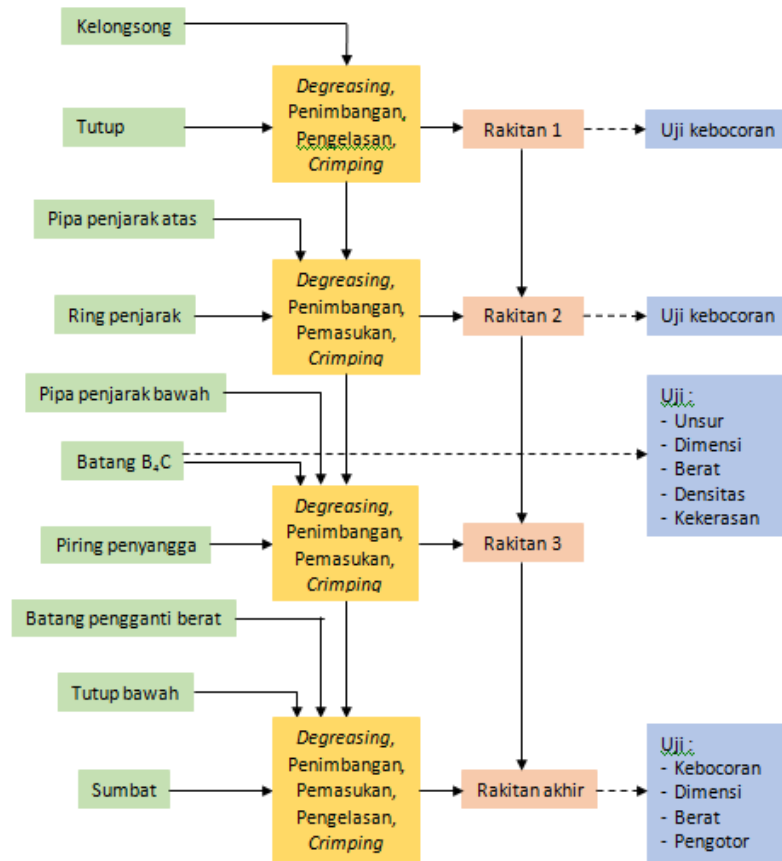 Kelongsong
Tutup
Degreasing,
Penimbangan,
Pengelasan,
Crimping
Rakitan 1
Uji kebocoran
Pipa penjarak atas
Ring penjarak
Degreasing,
Penimbangan,
Pemasukan,
Crimping
Rakitan 2
Uji kebocoran
Pipa penjarak bawah
Batang B₄C
Uji :
- Unsur
- Dimensi
- Berat
- Densitas
- Kekerasan
Piring penyangga
Degreasing,
Penimbangan,
Pemasukan,
Crimping
Rakitan 3
Batang pengganti berat
Tutup bawah
Sumbat
Degreasing,
Penimbangan,
Pemasukan,
Pengelasan,
Crimping
Rakitan akhir
Uji :
- Kebocoran
- Dimensi
- Berat
- Pengotor